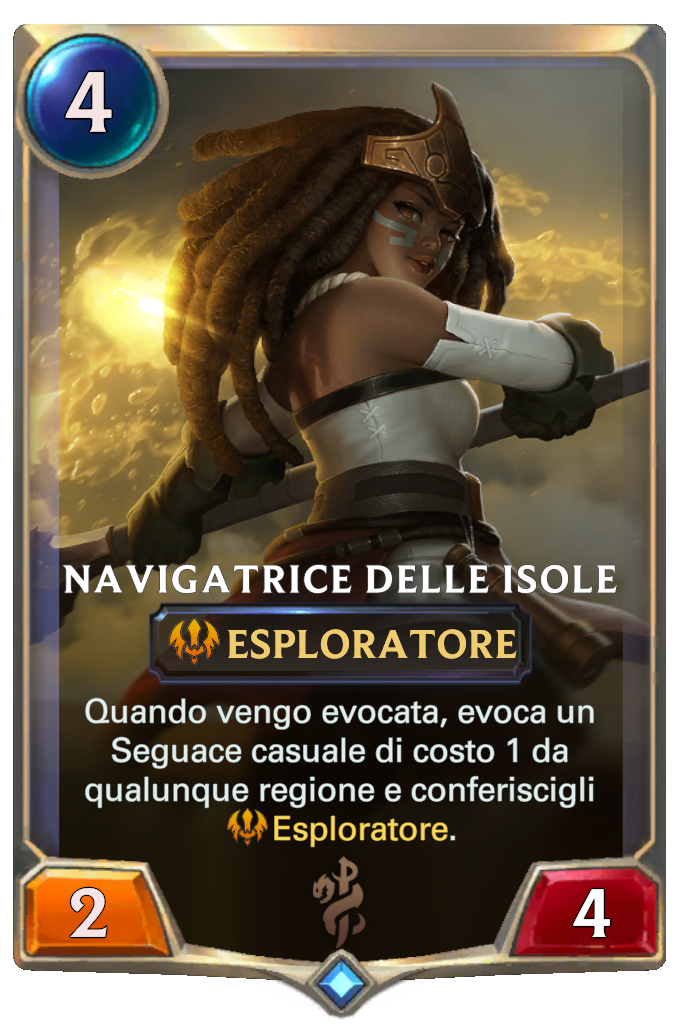 4
NAVIGATRICE DELLE ISOLE
ESPLORATORE
Quando vengo evocata, evoca un
Seguace casuale di costo 1 da
qualunque regione e conferiscigli
Esploratore.
2
4